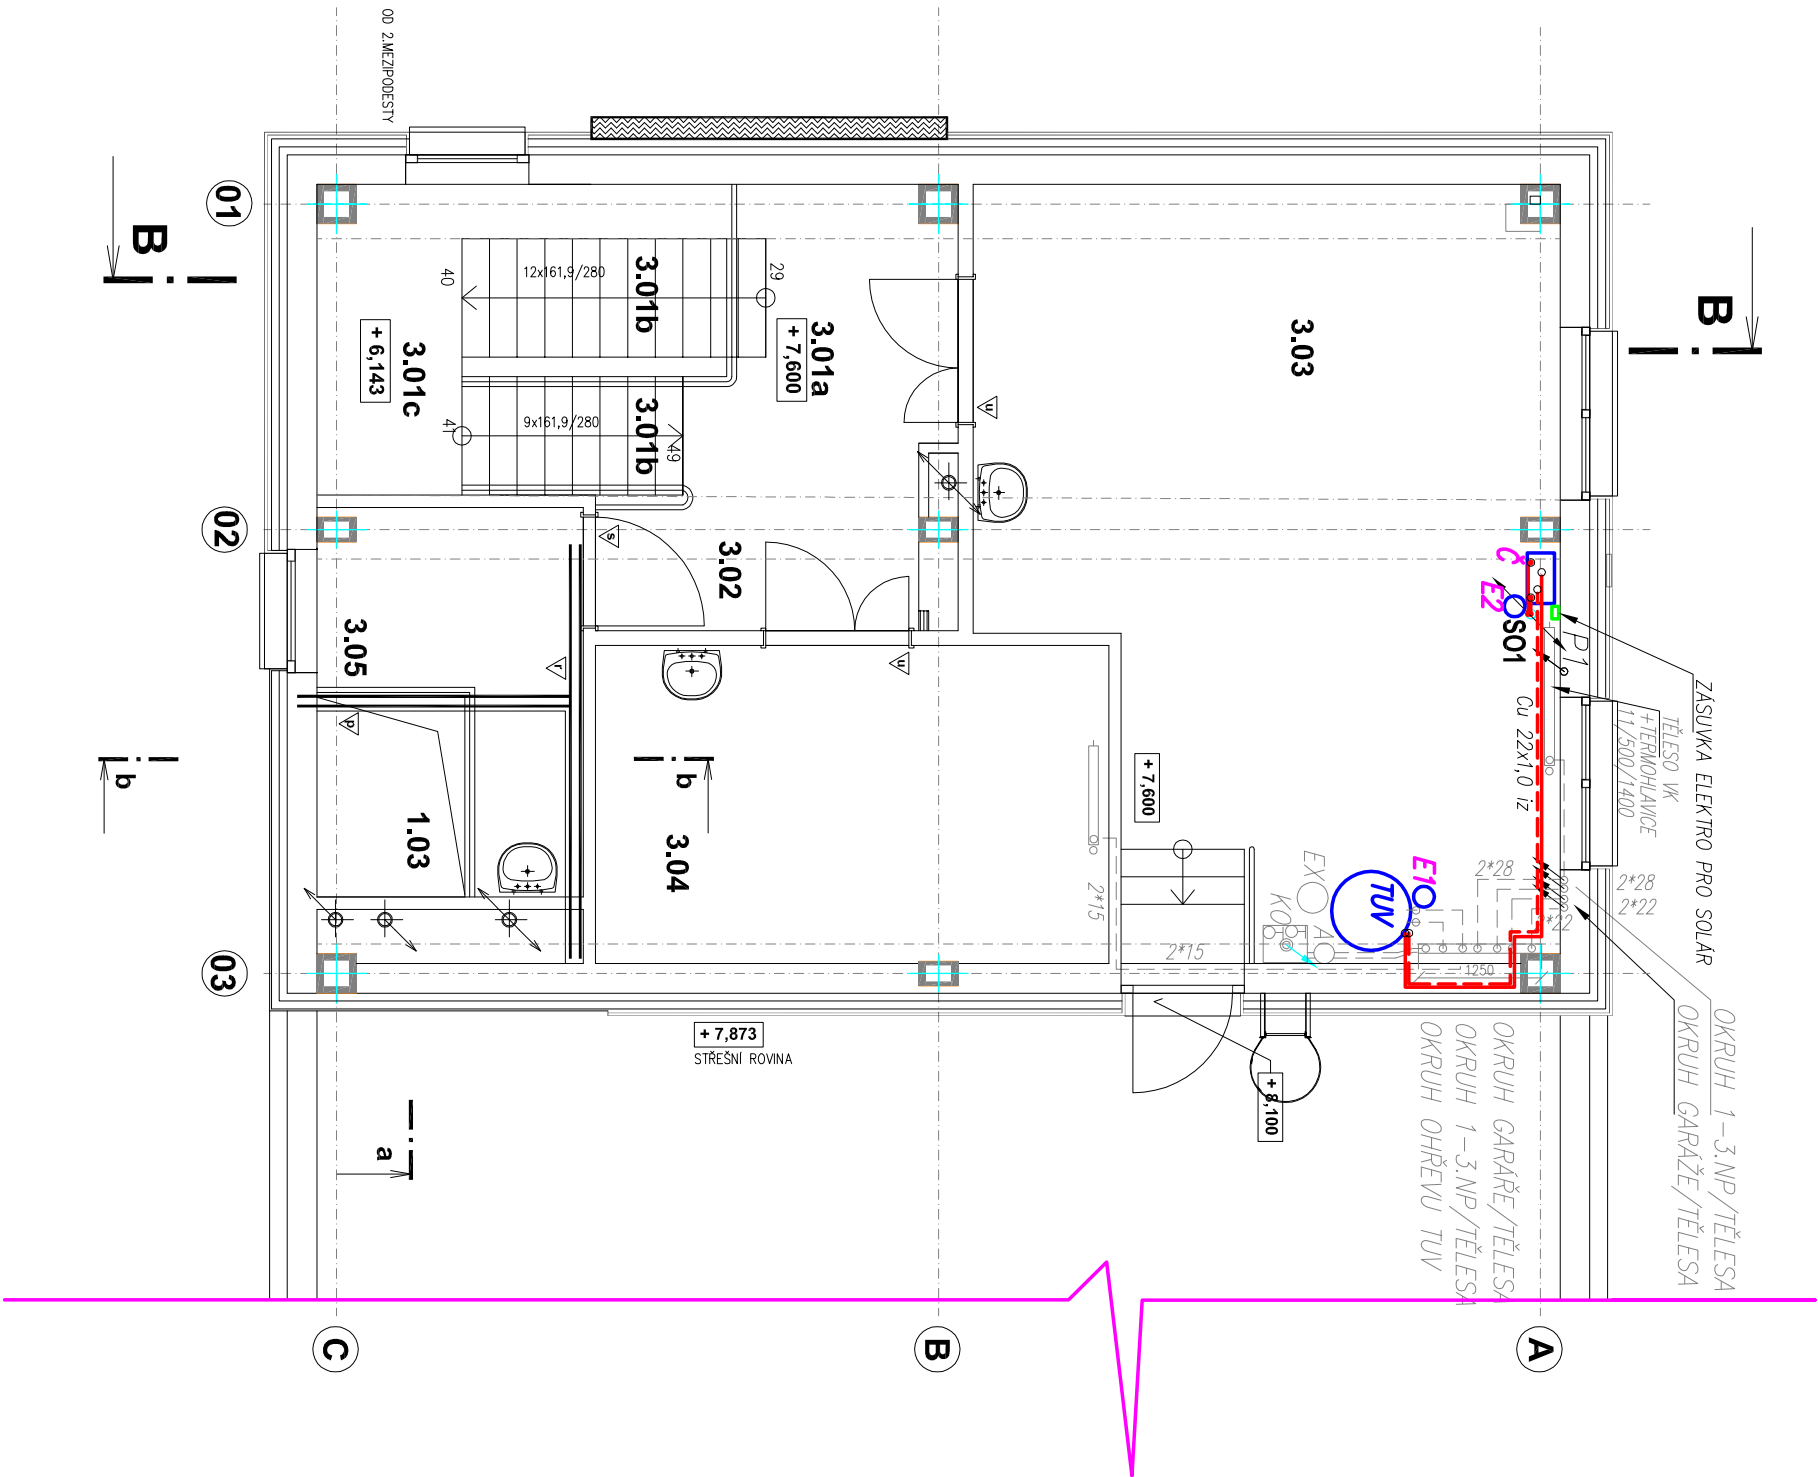 OD 2.MEZIPODESTY
01
B
B
02
03
C
B
A
b
b
a
3.03
3.01a
+ 7,600
3.01b
12x161,9/280
29
40
3.01c
+ 6,143
3.01b
9x161,9/280
41
49
3.02
3.05
1.03
3.04
u
s
u
r
p
+ 7,600
2*15
2*15
+ 7,873
STŘEŠNÍ ROVINA
+ 8,100
Č
E2
SO1
P1
Cu 22x1,0 iz
ZÁSUVKA ELEKTRO PRO SOLÁR
TĚLESO VK
+TERMOHLAVICE
11/500/1400
2*28
2*28
2*22
2*22
E1
TUV
EX
KOT
A
1250
OKRUH 1-3.NP/TĚLESA
OKRUH GARÁŽE/TĚLESA
OKRUH GARÁŘE/TĚLESA
OKRUH 1-3.NP/TĚLESA
OKRUH OHŘEVU TUV